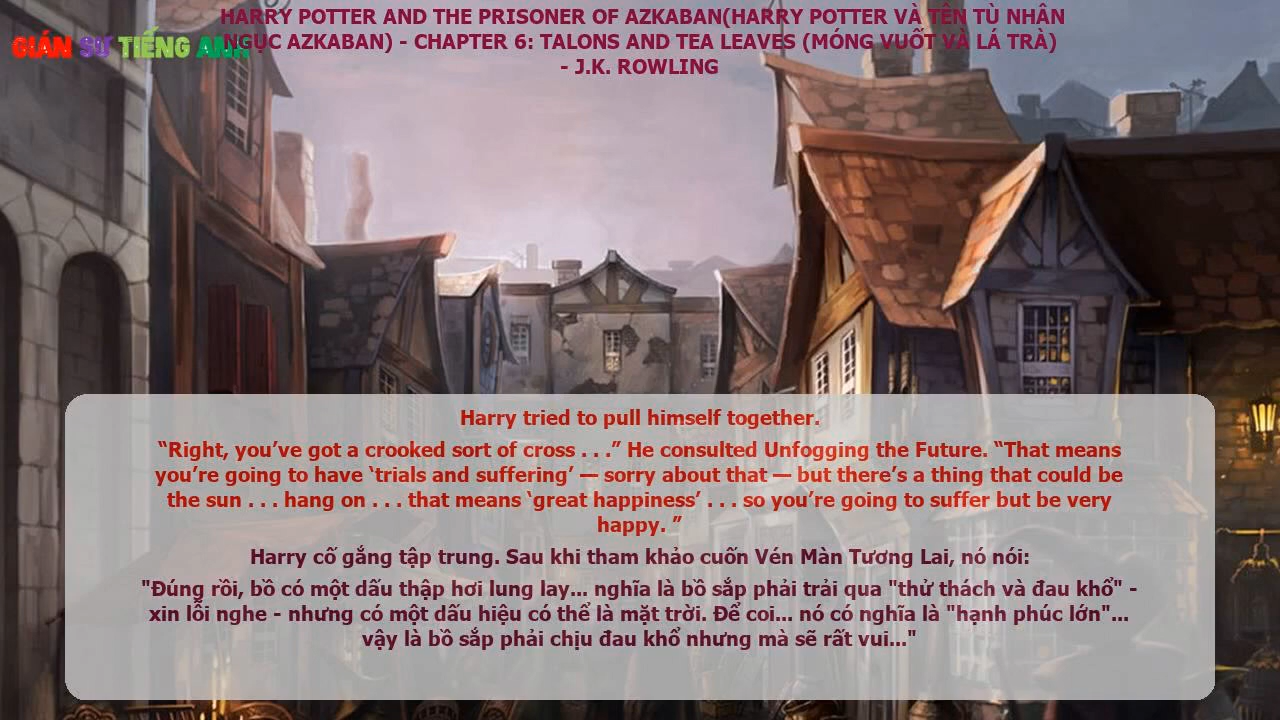 HARRY POTTER AND THE PRISONER OF AZKABAN(HARRY POTTER VÀ TÊN TÙ NHÂN
GIÁN SỰ TIẾNG ANH
NGỤC AZKABAN) - CHAPTER 6: TALONS AND TEA LEAVES (MÓNG VUỐT VÀ LÁ TRÀ)
- J.K. ROWLING
Harry tried to pull himself together.
“Right, you’ve got a crooked sort of cross . . .” He consulted Unfogging the Future. “That means
you’re going to have ‘trials and suffering’ — sorry about that — but there’s a thing that could be
the sun . . . hang on . . . that means ‘great happiness’ . . . so you’re going to suffer but be very
happy. ”
Harry cố gắng tập trung. Sau khi tham khảo cuốn Vén Màn Tương Lai, nó nói:
"Đúng rồi, bồ có một dấu thập hơi lung lay... nghĩa là bồ sắp phải trải qua "thử thách và đau khổ" -
xin lỗi nghe - nhưng có một dấu hiệu có thể là mặt trời. Để coi... nó có nghĩa là "hạnh phúc lớn"...
vậy là bồ sắp phải chịu đau khổ nhưng mà sẽ rất vui..."